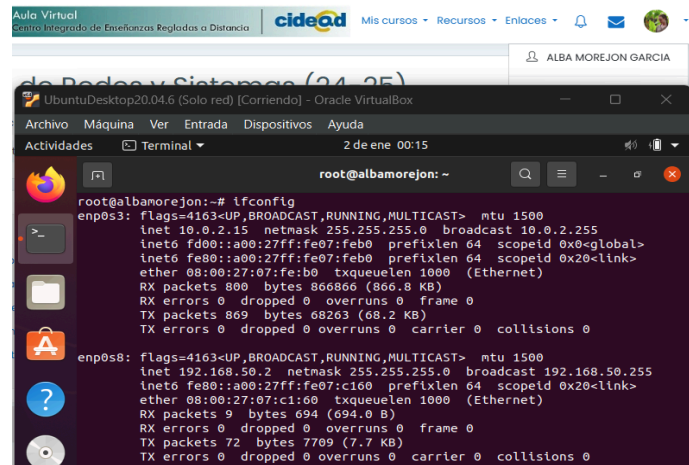 Aula Virtual
Centro Integrado de Enseñanzas Regladas a Distancia
cidead
Mis cursos
Recursos
Enlaces
ALBA MOREJON GARCIA
de Redes y Sistemas (24-25)
UbuntuDesktop20.04.6 (Solo red) [Corriendo] - Oracle VirtualBox
Archivo Máquina Ver Entrada Dispositivos Ayuda
Actividades Terminal 2 de ene 00:15
root@albamorejon: ~
root@albamorejon:~# ifconfig
enp0s3: flags=4163<UP,BROADCAST,RUNNING,MULTICAST> mtu 1500
inet 10.0.2.15 netmask 255.255.255.0 broadcast 10.0.2.255
inet6 fd00::a00:27ff:fe07:feb0 prefixlen 64 scopeid 0x0<global>
inet6 fe80::a00:27ff:fe07:feb0 prefixlen 64 scopeid 0x20<link>
ether 08:00:27:07:fe:b0 txqueuelen 1000 (Ethernet)
RX packets 800 bytes 866866 (866.8 KB)
RX errors 0 dropped 0 overruns 0 frame 0
TX packets 869 bytes 68263 (68.2 KB)
TX errors 0 dropped 0 overruns 0 carrier 0 collisions 0
enp0s8: flags=4163<UP,BROADCAST,RUNNING,MULTICAST> mtu 1500
inet 192.168.50.2 netmask 255.255.255.0 broadcast 192.168.50.255
inet6 fe80::a00:27ff:fe07:c160 prefixlen 64 scopeid 0x20<link>
ether 08:00:27:07:c1:60 txqueuelen 1000 (Ethernet)
RX packets 9 bytes 694 (694.0 B)
RX errors 0 dropped 0 overruns 0 frame 0
TX packets 72 bytes 7709 (7.7 KB)
TX errors 0 dropped 0 overruns 0 carrier 0 collisions 0